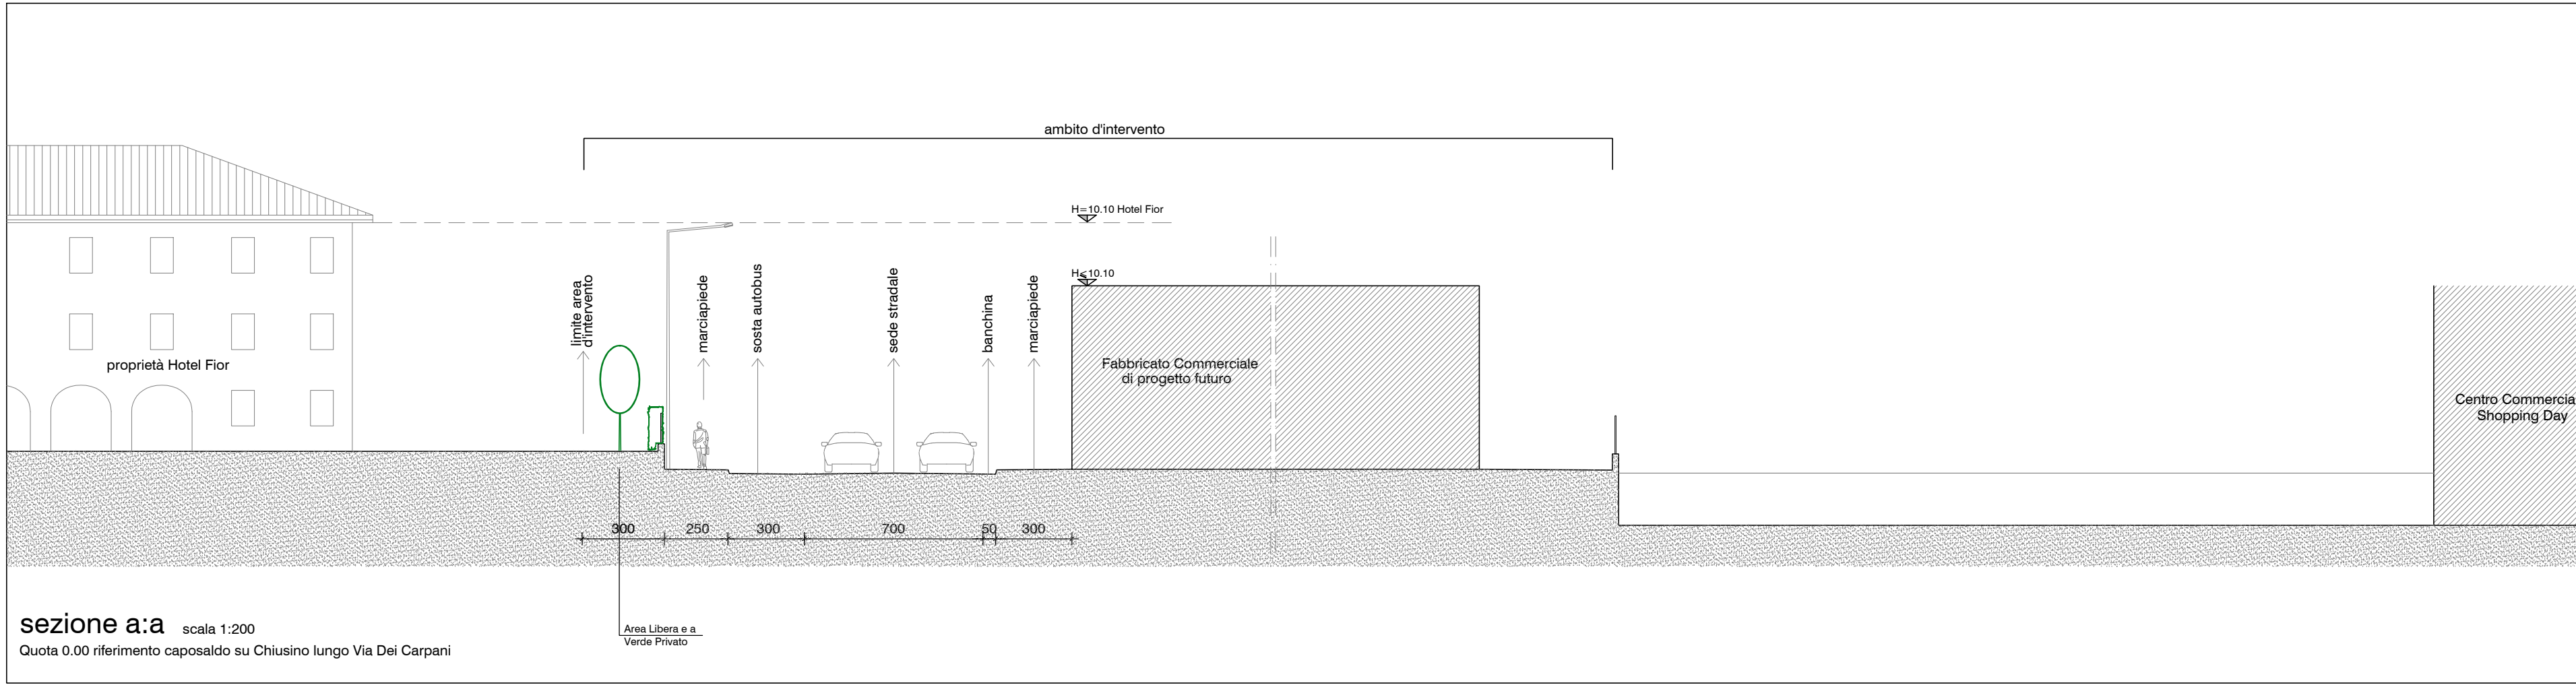 ambito d'intervento
H=10.10 Hotel Fior
H<10.10
limite area
d'intervento
marciapiede
sosta autobus
sede stradale
banchina
marciapiede
proprietà Hotel Fior
Fabbricato Commerciale
di progetto futuro
Centro Commercia
Shopping Day
300
250
300
700
50
300
Area Libera e a
Verde Privato
sezione a:a scala 1:200
Quota 0.00 riferimento caposaldo su Chiusino lungo Via Dei Carpani